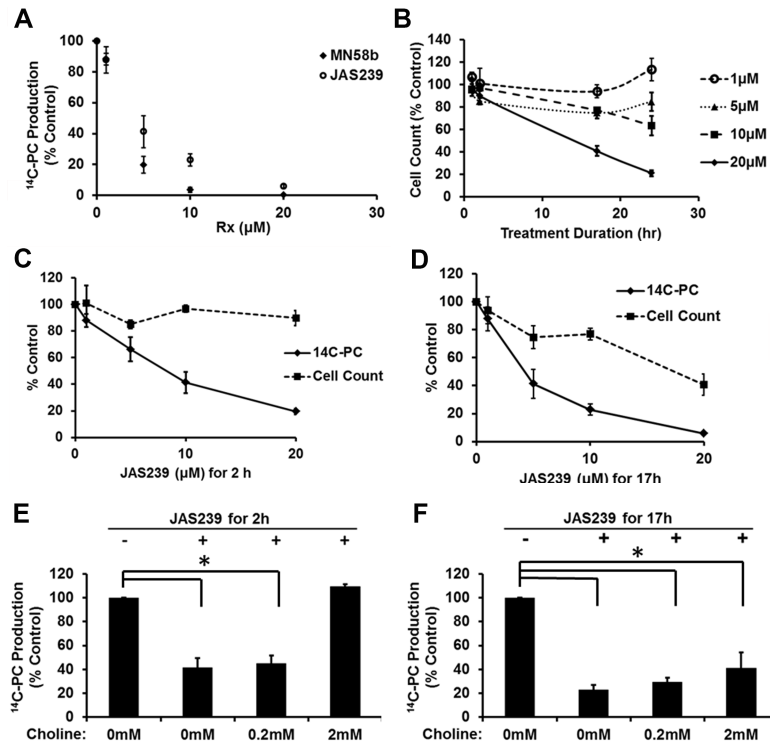 A
¹⁴C-PC Production
(% Control)
100
80
60
40
20
0
0
10
20
30
Rx (µM)
MN58b
JAS239
B
Cell Count (% Control)
140
120
100
80
60
40
20
0
0
10
20
30
Treatment Duration (hr)
1µM
5µM
10µM
20µM
C
% Control
120
100
80
60
40
20
0
0
10
20
JAS239 (µM) for 2 h
14C-PC
Cell Count
D
% Control
120
100
80
60
40
20
0
0
10
20
JAS239 (µM) for 17h
14C-PC
Cell Count
E
JAS239 for 2h
- + + +
*
¹⁴C-PC Production
(% Control)
120
100
80
60
40
20
0
Choline: 0mM 0mM 0.2mM 2mM
F
JAS239 for 17h
- + + +
*
¹⁴C-PC Production
(% Control)
120
100
80
60
40
20
0
Choline: 0mM 0mM 0.2mM 2mM